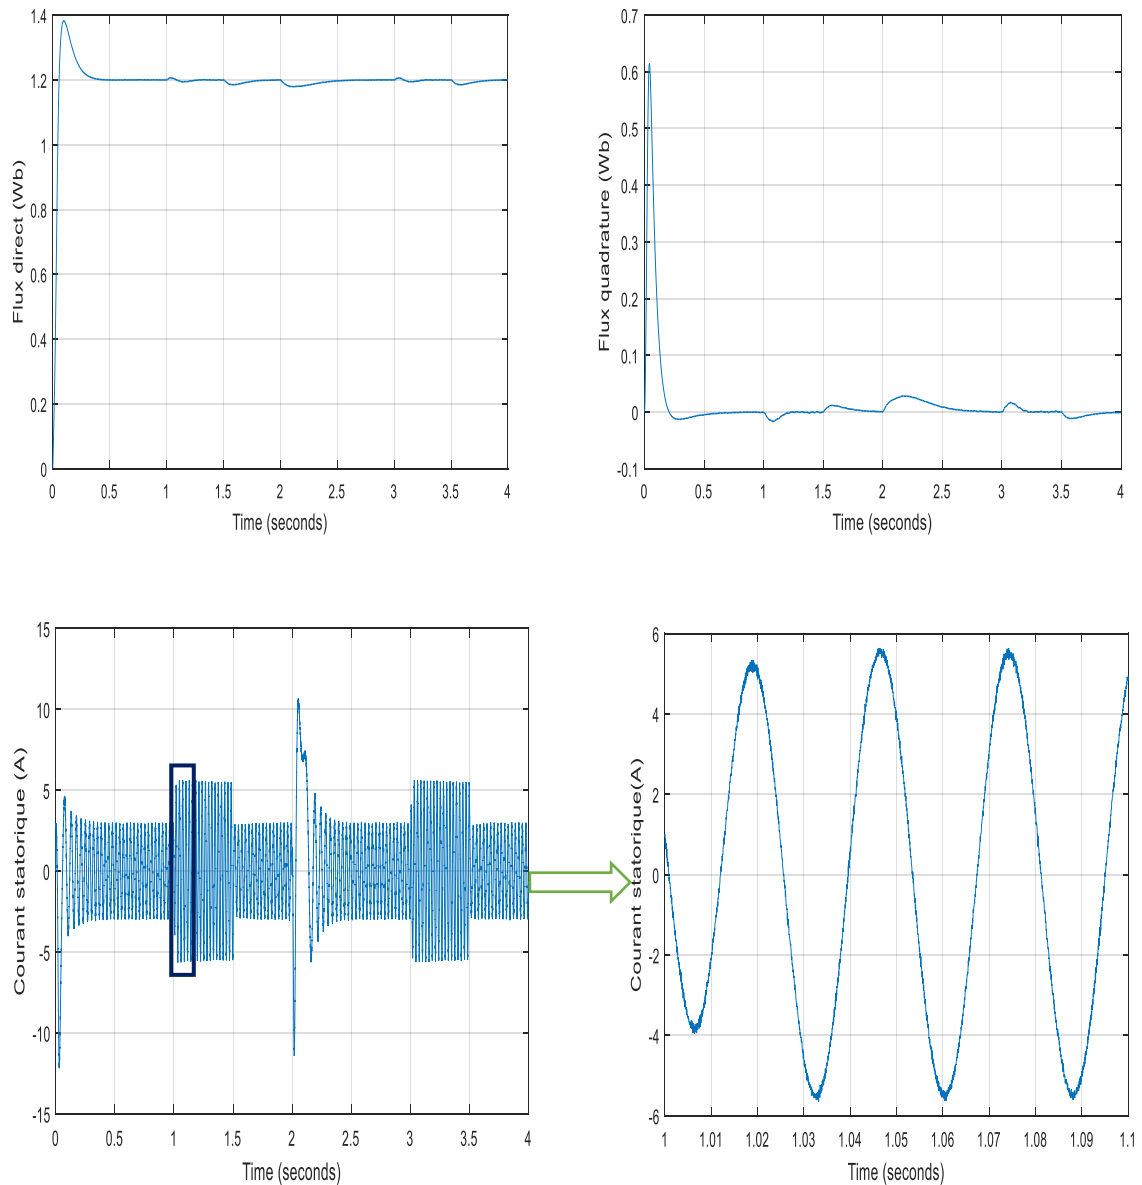 1.4
1.2
1
0.8
0.6
0.4
0.2
0
Flux direct (Wb)
0 0.5 1 1.5 2 2.5 3 3.5 4
Time (seconds)
0.7
0.6
0.5
0.4
0.3
0.2
0.1
0
-0.1
Flux quadrature (Wb)
0 0.5 1 1.5 2 2.5 3 3.5 4
Time (seconds)
15
10
5
0
-5
-10
-15
Courant statorique (A)
0 0.5 1 1.5 2 2.5 3 3.5 4
Time (seconds)
6
4
2
0
-2
-4
-6
Courant statorique(A)
1 1.01 1.02 1.03 1.04 1.05 1.06 1.07 1.08 1.09 1.1
Time (seconds)